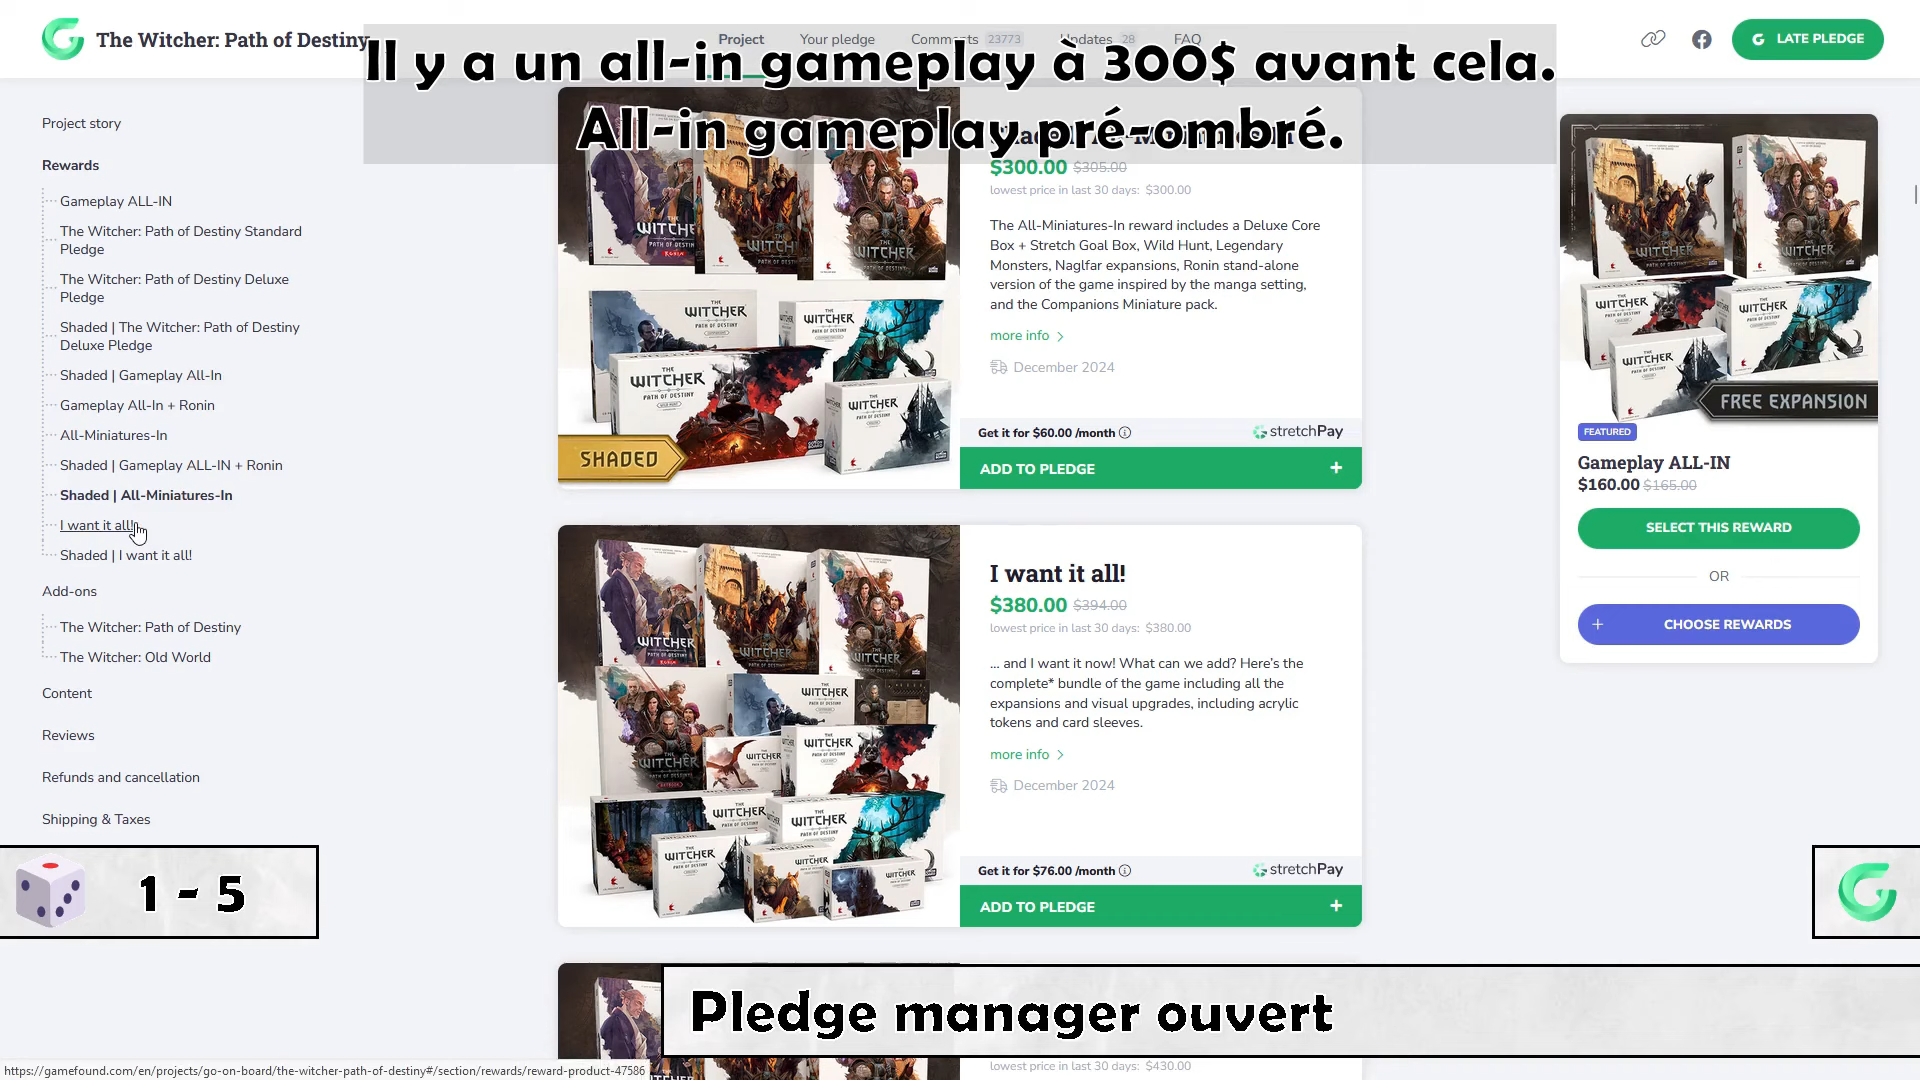 The Witcher: Path of Destiny
Project
Your pledge
Comments 23773
Updates 28
FAQ
LATE PLEDGE
Il y a un all-in gameplay à 300$ avant cela.
All-in gameplay pré-ombré.
Project story
Rewards
Gameplay ALL-IN
The Witcher: Path of Destiny Standard
Pledge
The Witcher: Path of Destiny Deluxe
Pledge
Shaded | The Witcher: Path of Destiny
Deluxe Pledge
Shaded | Gameplay All-In
Gameplay All-In + Ronin
All-Miniatures-In
Shaded | Gameplay ALL-IN + Ronin
Shaded | All-Miniatures-In
I want it all!
Shaded | I want it all!
Add-ons
The Witcher: Path of Destiny
The Witcher: Old World
Content
Reviews
Refunds and cancellation
Shipping & Taxes
1 - 5
SHADED
$300.00 $305.00
lowest price in last 30 days: $300.00
The All-Miniatures-In reward includes a Deluxe Core
Box + Stretch Goal Box, Wild Hunt, Legendary
Monsters, Naglfar expansions, Ronin stand-alone
version of the game inspired by the manga setting,
and the Companions Miniature pack.
more info
December 2024
Get it for $60.00 /month
stretchPay
ADD TO PLEDGE +
I want it all!
$380.00 $394.00
lowest price in last 30 days: $380.00
... and I want it now! What can we add? Here's the
complete* bundle of the game including all the
expansions and visual upgrades, including acrylic
tokens and card sleeves.
more info
December 2024
Get it for $76.00 /month
stretchPay
ADD TO PLEDGE +
lowest price in last 30 days: $430.00
FREE EXPANSION
FEATURED
Gameplay ALL-IN
$160.00 $165.00
SELECT THIS REWARD
OR
+ CHOOSE REWARDS
Pledge manager ouvert
https://gamefound.com/en/projects/go-on-board/the-witcher-path-of-destiny#/section/rewards/reward-product-47586